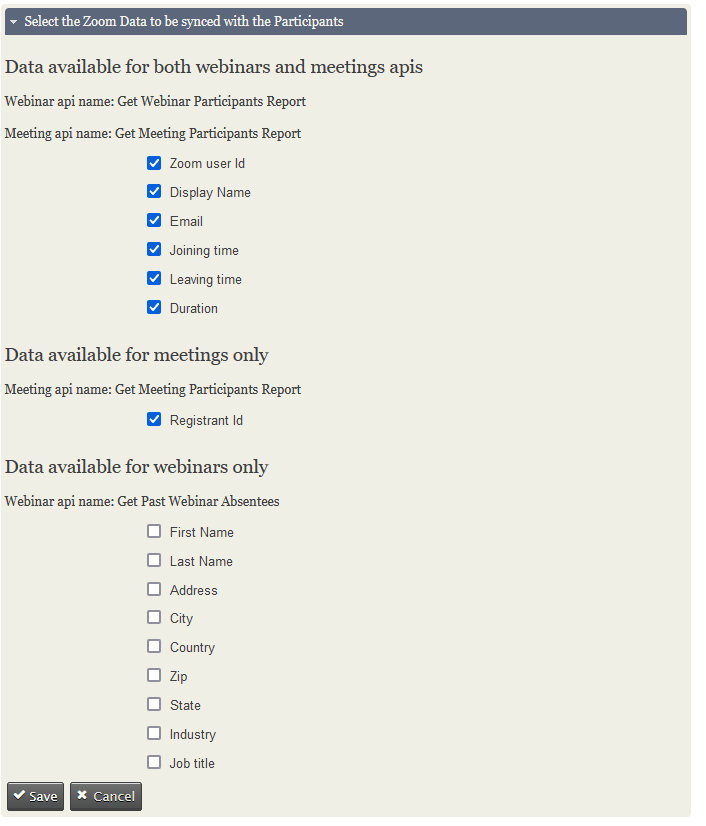 Select the Zoom Data to be synced with the Participants
Data available for both webinars and meetings apis
Webinar api name: Get Webinar Participants Report
Meeting api name: Get Meeting Participants Report
Zoom user Id
Display Name
Email
Joining time
Leaving time
Duration
Data available for meetings only
Meeting api name: Get Meeting Participants Report
Registrant Id
Data available for webinars only
Webinar api name: Get Past Webinar Absentees
First Name
Last Name
Address
City
Country
Zip
State
Industry
Job title
Save Cancel